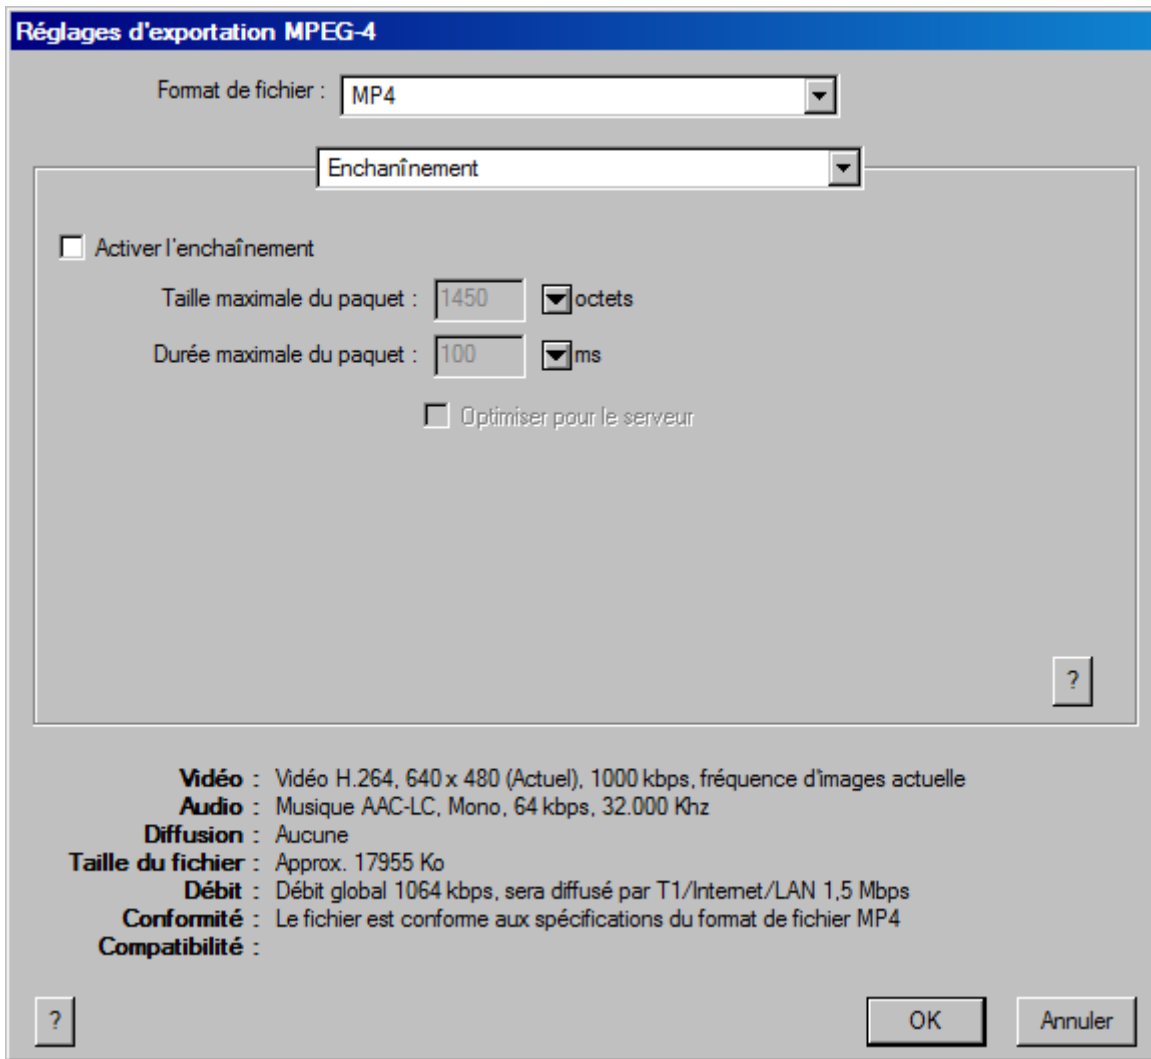 Réglages d'exportation MPEG-4
Format de fichier : MP4
Enchanînement
Activer l'enchaînement
Taille maximale du paquet : 1450 octets
Durée maximale du paquet : 100 ms
Optimiser pour le serveur
?
Vidéo : Vidéo H.264, 640 x 480 (Actuel), 1000 kbps, fréquence d'images actuelle
Audio : Musique AAC-LC, Mono, 64 kbps, 32.000 Khz
Diffusion : Aucune
Taille du fichier : Approx. 17955 Ko
Débit : Débit global 1064 kbps, sera diffusé par T1/Internet/LAN 1,5 Mbps
Conformité : Le fichier est conforme aux spécifications du format de fichier MP4
Compatibilité :
? OK Annuler